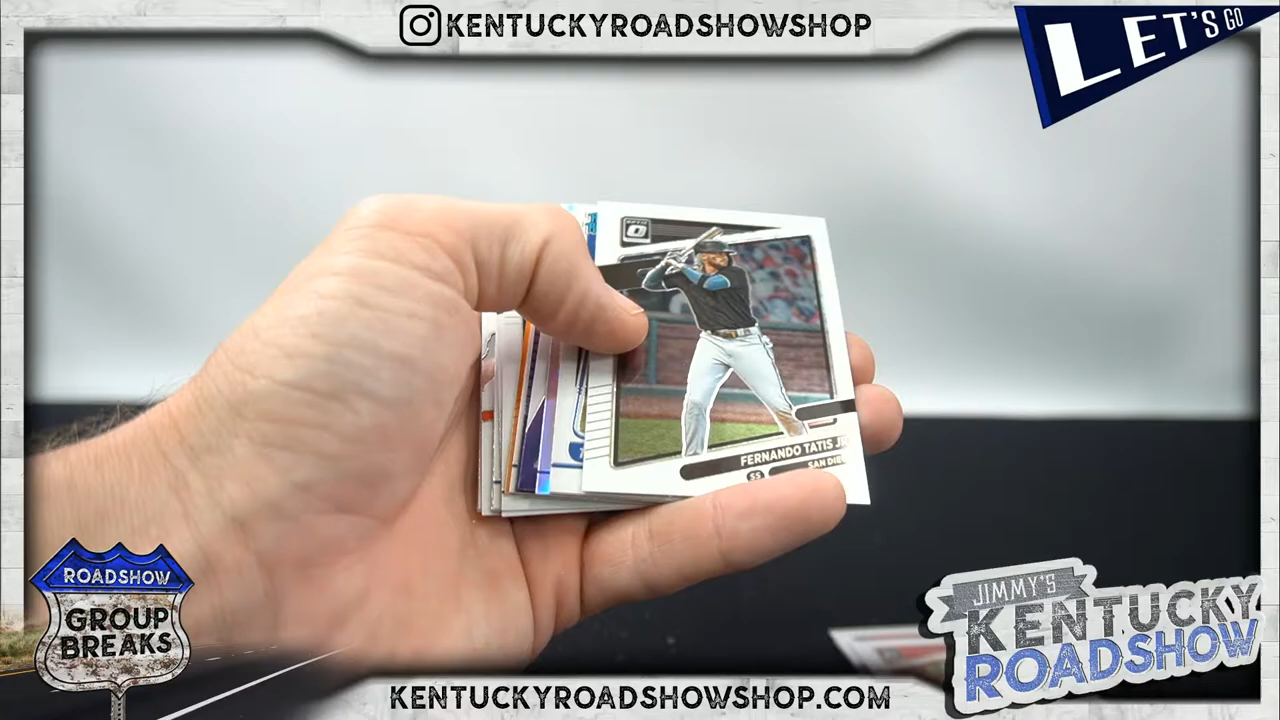 KENTUCKYROADSHOWSHOP
LET'S GO
FERNANDO TATIS JR
SS
SAN DIE
ROADSHOW
GROUP
BREAKS
JIMMY'S
KENTUCKY
ROADSHOW
KENTUCKYROADSHOWSHOP.COM